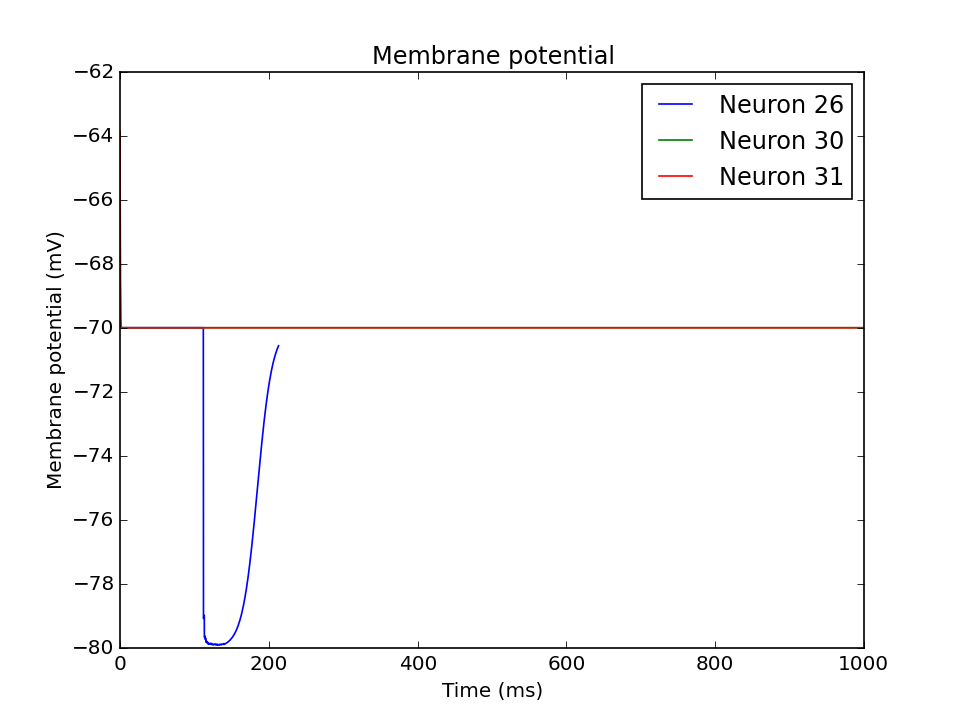 Membrane potential
−62
−64
−66
−68
−70
−72
−74
−76
−78
−80
Membrane potential (mV)
Neuron 26
Neuron 30
Neuron 31
0 200 400 600 800 1000
Time (ms)